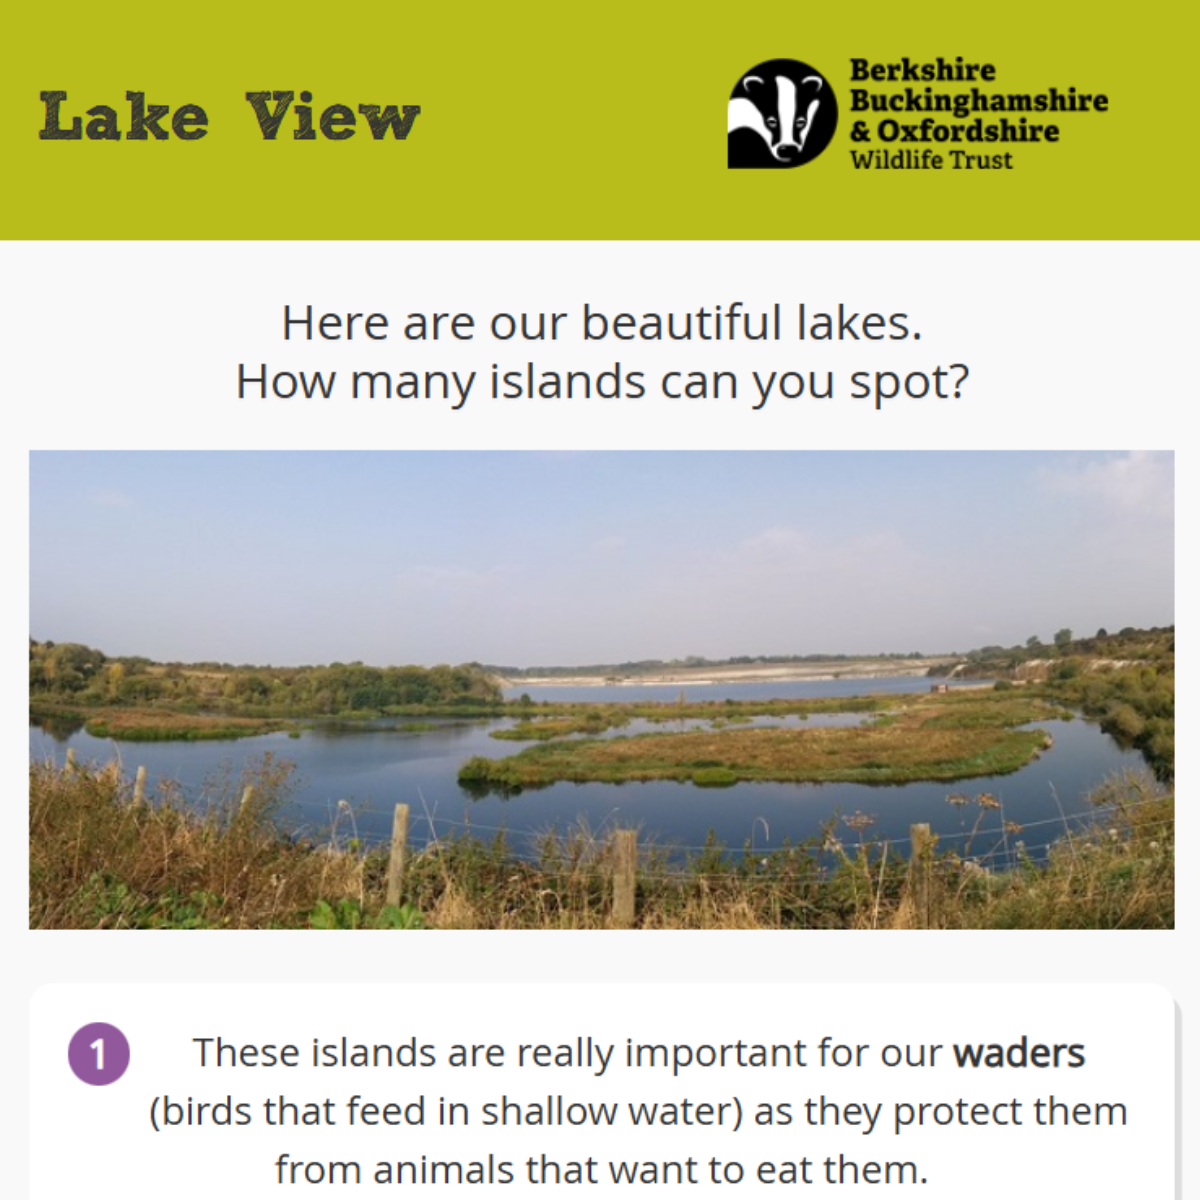 Lake View
Berkshire
Buckinghamshire
& Oxfordshire
Wildlife Trust
Here are our beautiful lakes.
How many islands can you spot?
1
These islands are really important for our waders
(birds that feed in shallow water) as they protect them
from animals that want to eat them.